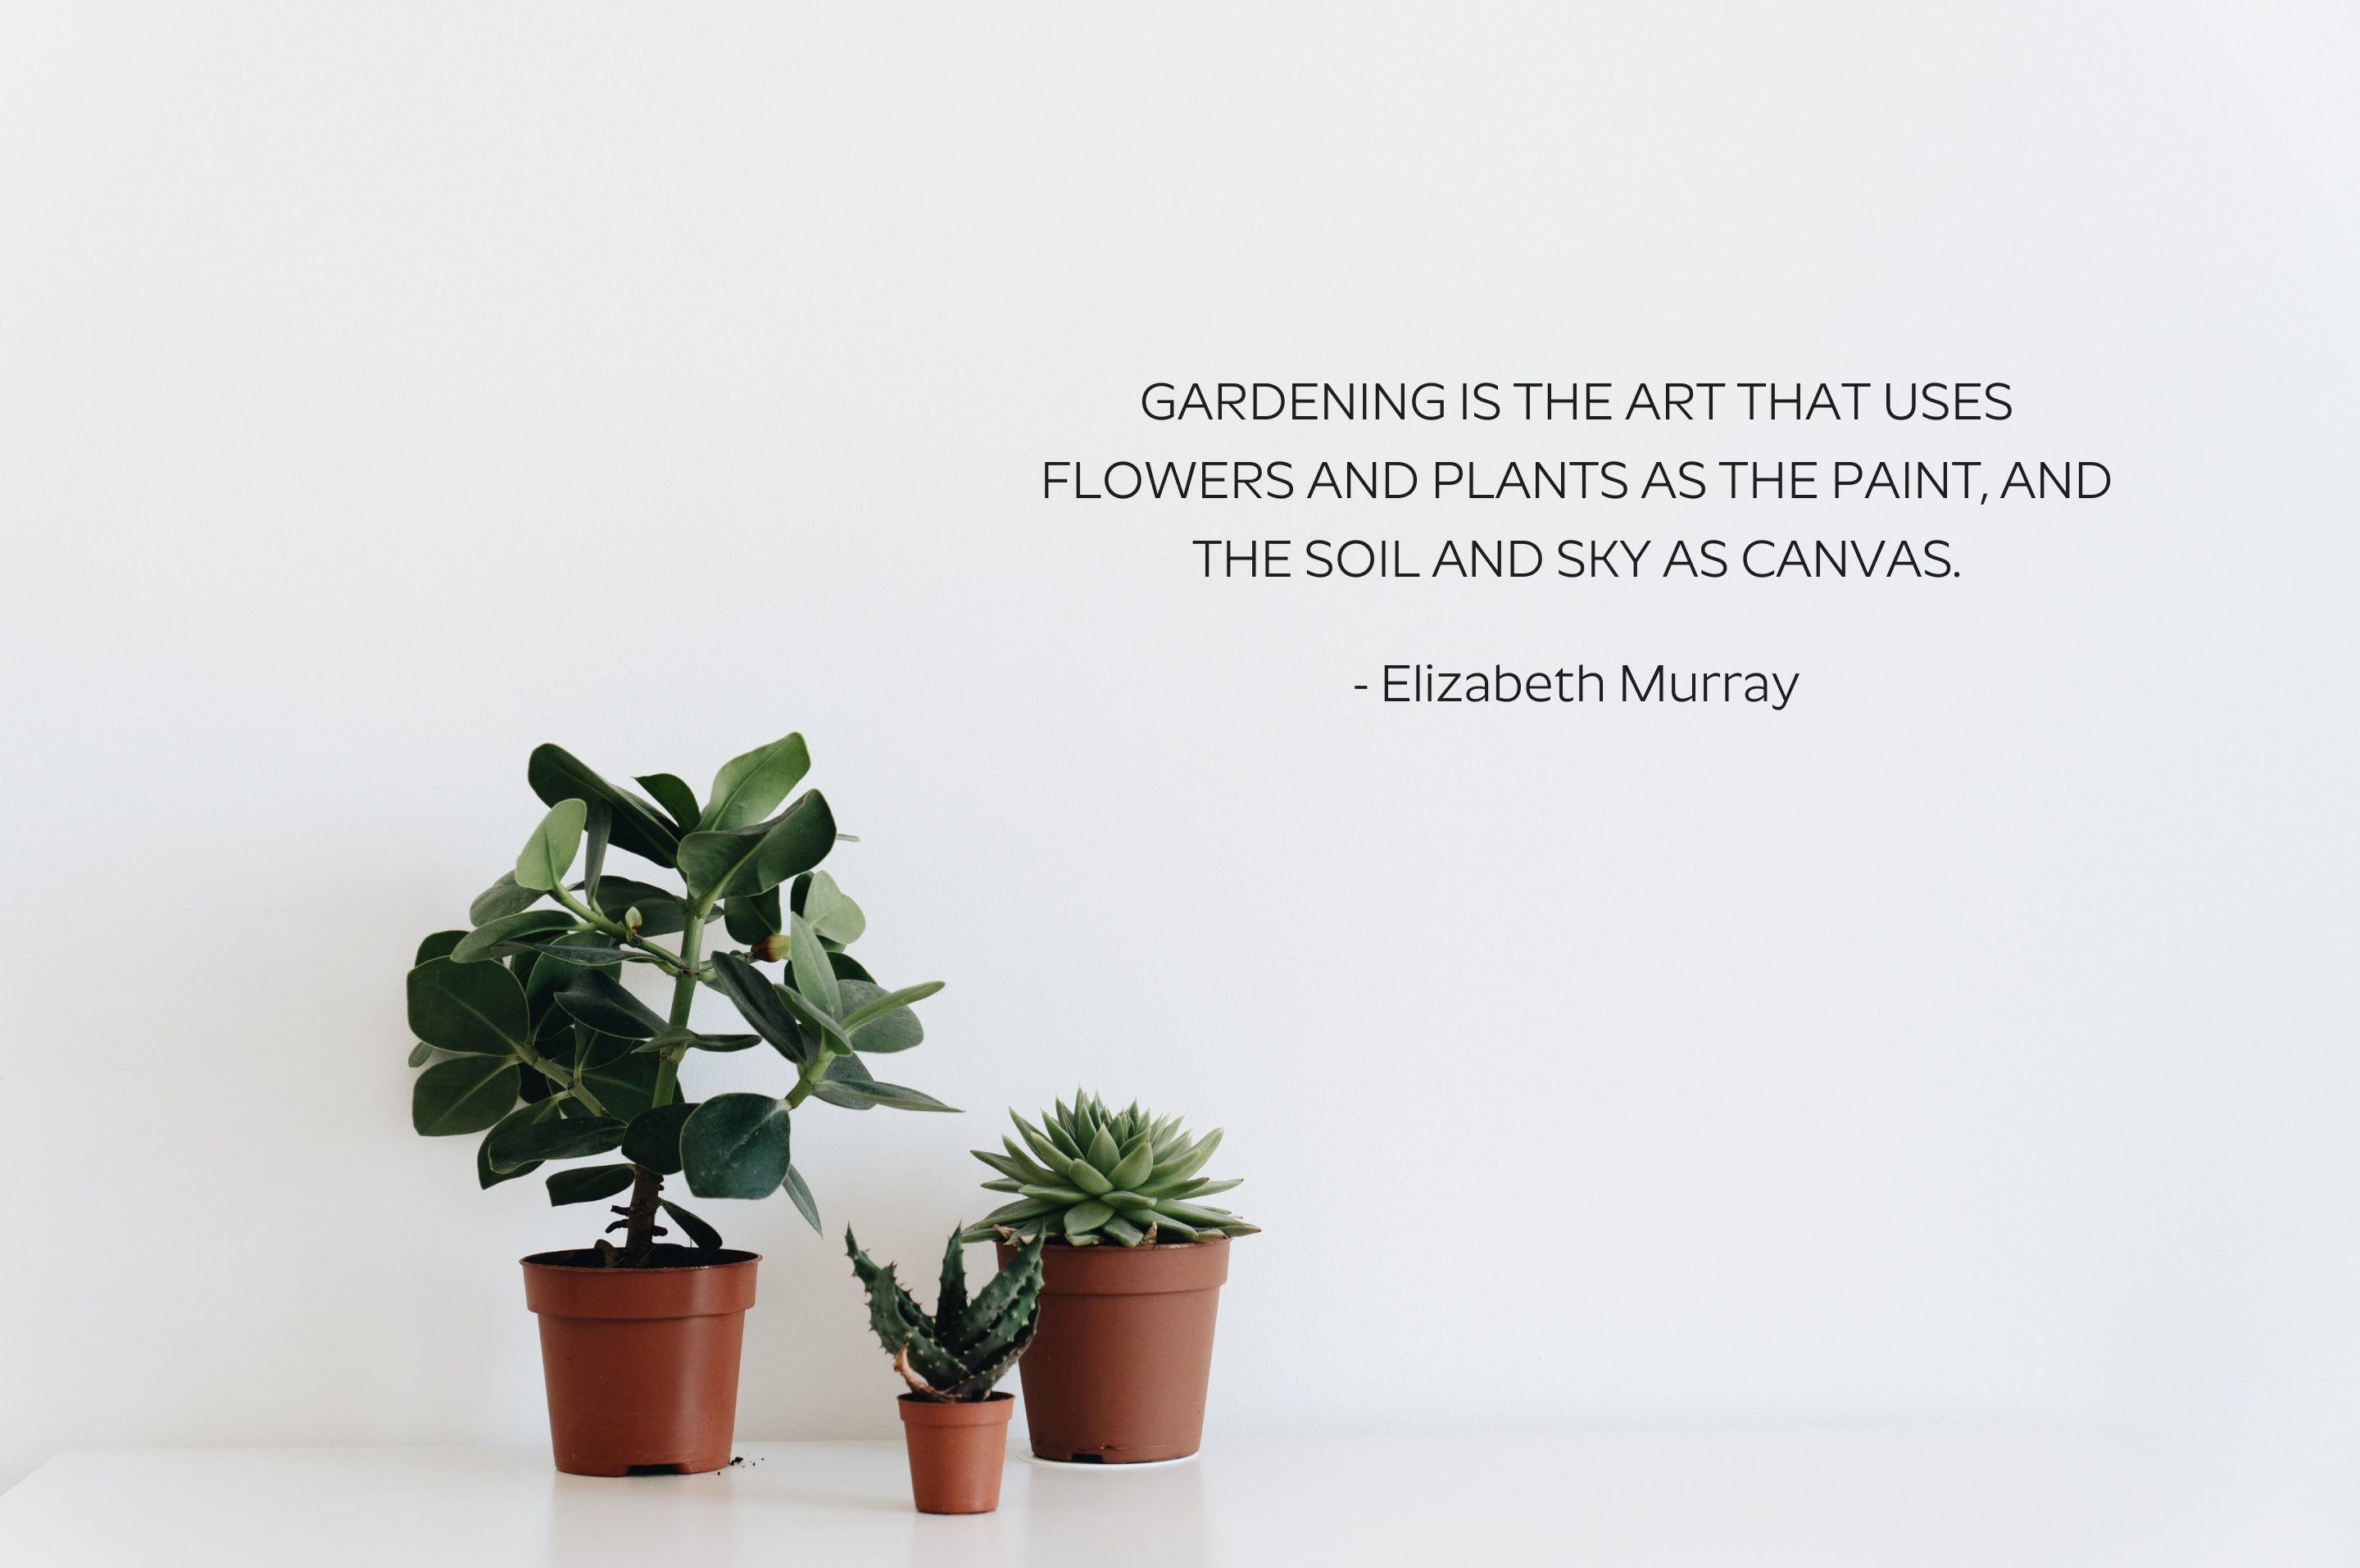 GARDENING IS THE ART THAT USES
FLOWERS AND PLANTS AS THE PAINT, AND
THE SOIL AND SKY AS CANVAS.
- Elizabeth Murray